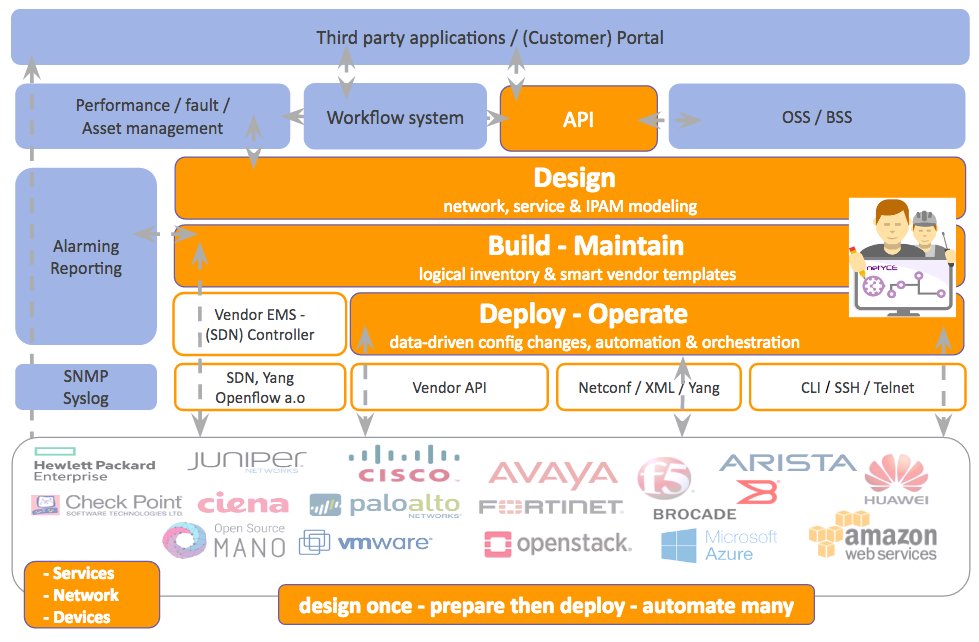 Third party applications / (Customer) Portal
Performance / fault /
Asset management
Workflow system
API
OSS / BSS
Alarming
Reporting
Design
network, service & IPAM modeling
Build - Maintain
logical inventory & smart vendor templates
netYCE
Vendor EMS -
(SDN) Controller
Deploy - Operate
data-driven config changes, automation & orchestration
SNMP
Syslog
SDN, Yang
Openflow a.o
Vendor API
Netconf / XML / Yang
CLI / SSH / Telnet
Hewlett Packard
Enterprise
JUNIPER
NETWORKS
CISCO
AVAYA
f5
ARISTA
HUAWEI
Check Point
SOFTWARE TECHNOLOGIES LTD.
ciena
paloalto
NETWORKS
FORTINET
BROCADE
Open Source
MANO
vmware
openstack.
Microsoft
Azure
amazon
web services
- Services
- Network
- Devices
design once - prepare then deploy - automate many